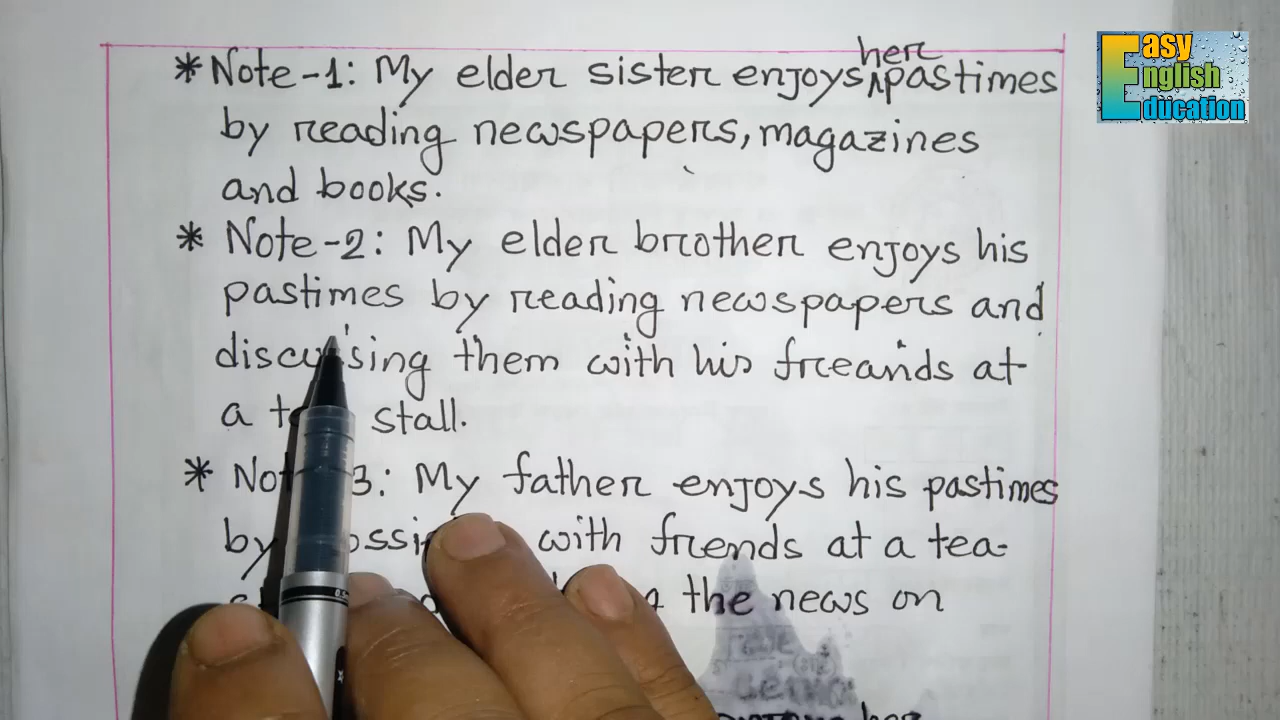 Easy
English
Education
her
*Note-1: My elder sister enjoys^pastimes
by reading newspapers, magazines
and books.
* Note-2: My elder brother enjoys his
pastimes by reading newspapers and
them with his freands at
a stall.
* 3: My father enjoys his pastimes
by with friends at a tea-
the news on
her